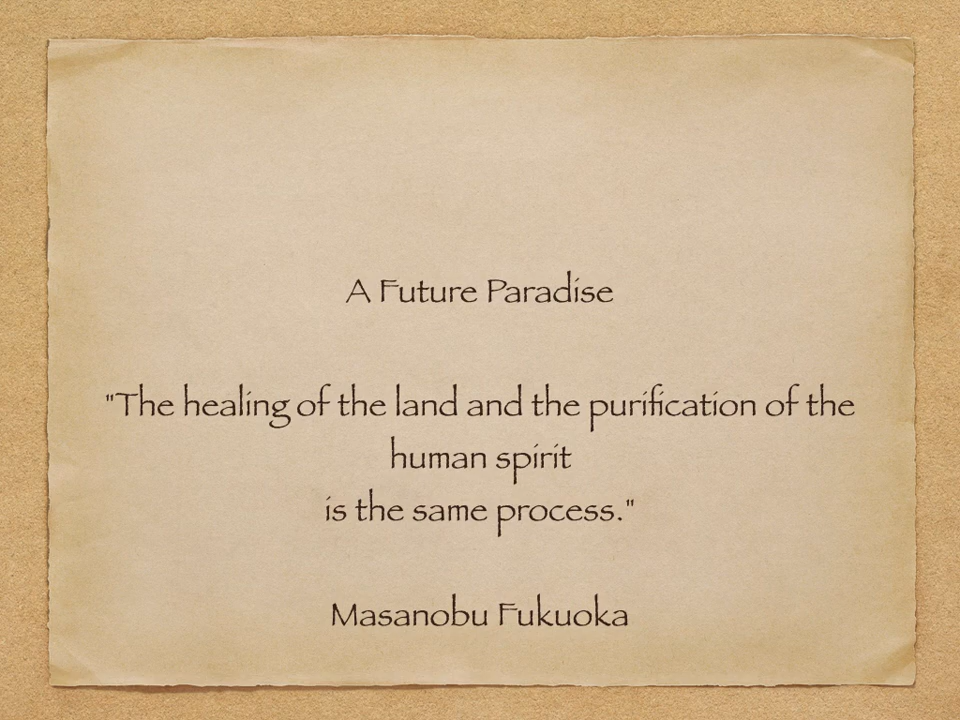 A Future Paradise
"The healing of the land and the purification of the
human spirit
is the same process."
Masanobu Fukuoka